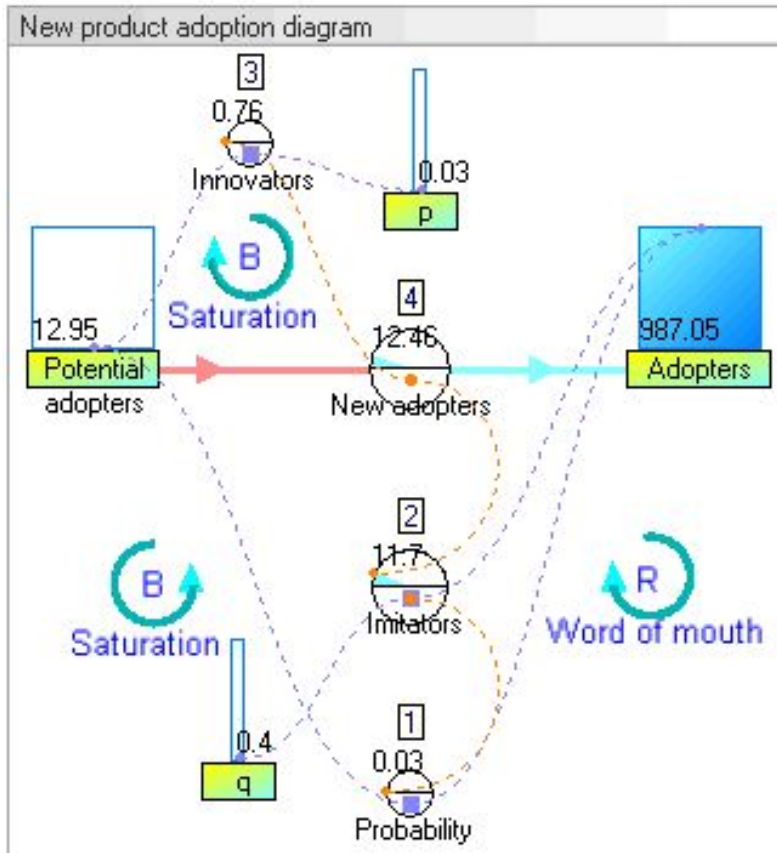 New product adoption diagram
3
0.76
Innovators
0.03
p
B
Saturation
4
12.95
12.46
987.05
Potential
adopters
New adopters
Adopters
2
11.7
B
R
Imitators
Saturation
Word of mouth
1
0.4
0.03
q
Probability